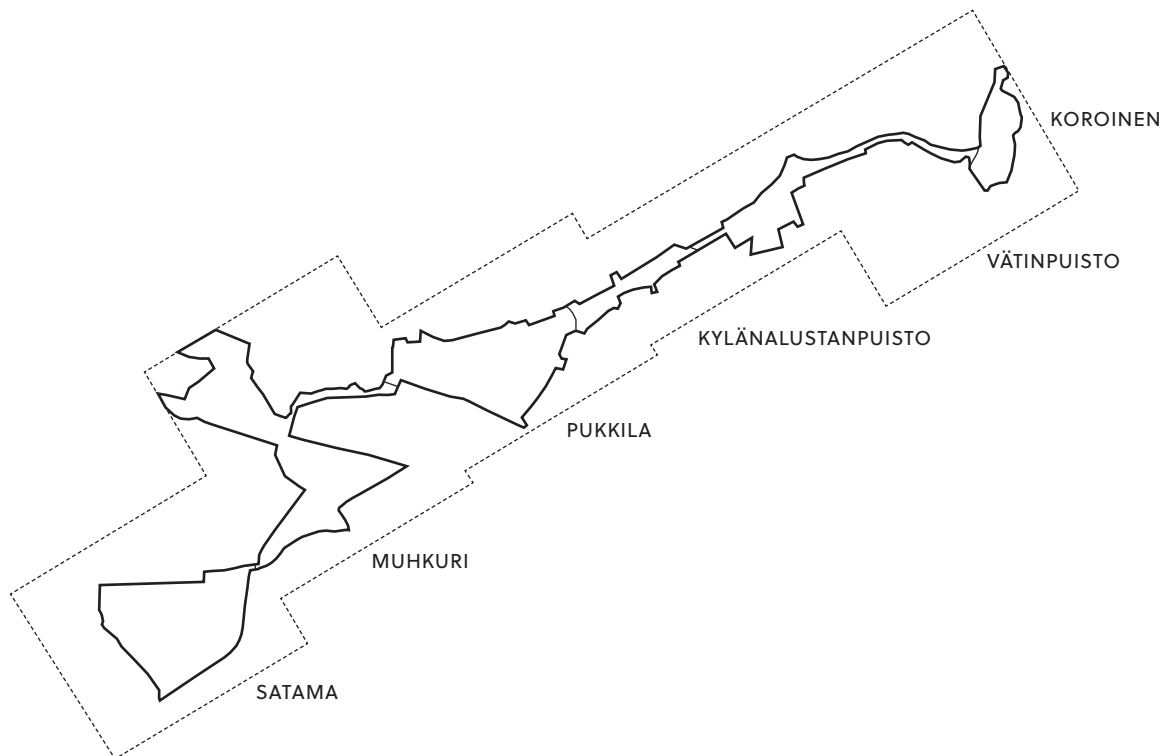 KOROINEN
VÄTINPUISTO
KYLÄNALUSTANPUISTO
PUKKILA
MUHKURI
SATAMA